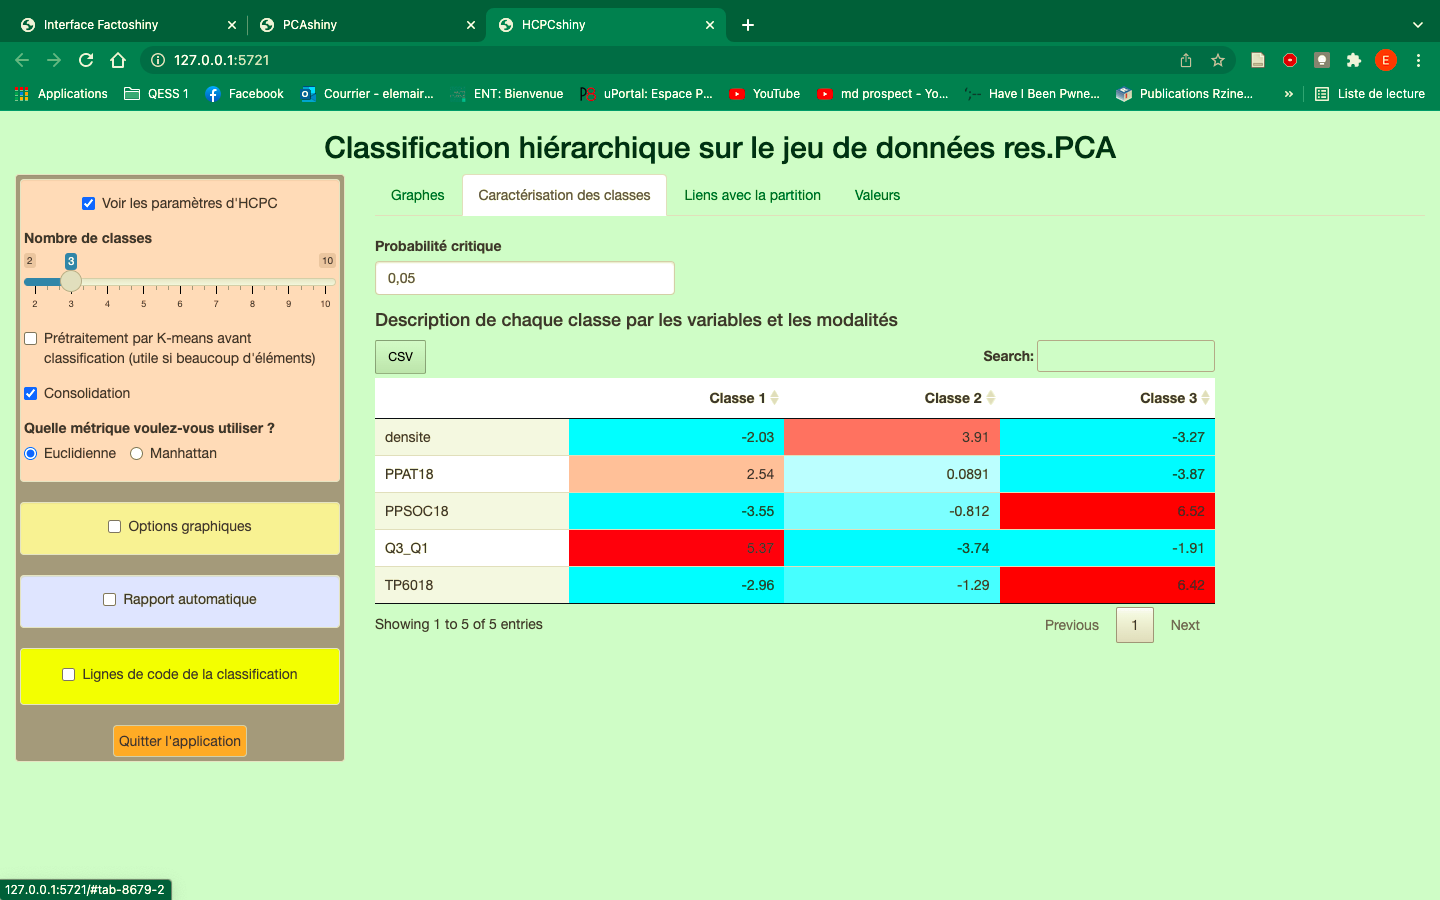 Interface Factoshiny
PCAshiny
HCPCshiny
127.0.0.1:5721
E
Applications
QESS 1
Facebook
Courrier - elemair...
ENT: Bienvenue
uPortal: Espace P...
YouTube
md prospect - Yo...
Have I Been Pwne...
Publications Rzine...
»
Liste de lecture
Classification hiérarchique sur le jeu de données res.PCA
Voir les paramètres d'HCPC
Nombre de classes
2 3 10
2 3 4 5 6 7 8 9 10
Prétraitement par K-means avant
classification (utile si beaucoup d'éléments)
Consolidation
Quelle métrique voulez-vous utiliser ?
Euclidienne Manhattan
Options graphiques
Rapport automatique
Lignes de code de la classification
Quitter l'application
Graphes
Caractérisation des classes
Liens avec la partition
Valeurs
Probabilité critique
0,05
Description de chaque classe par les variables et les modalités
CSV
Search:
Classe 1 Classe 2 Classe 3
densite -2.03 3.91 -3.27
PPAT18 2.54 0.0891 -3.87
PPSOC18 -3.55 -0.812 6.52
Q3_Q1 5.37 -3.74 -1.91
TP6018 -2.96 -1.29 6.42
Showing 1 to 5 of 5 entries
Previous 1 Next
127.0.0.1:5721/#tab-8679-2